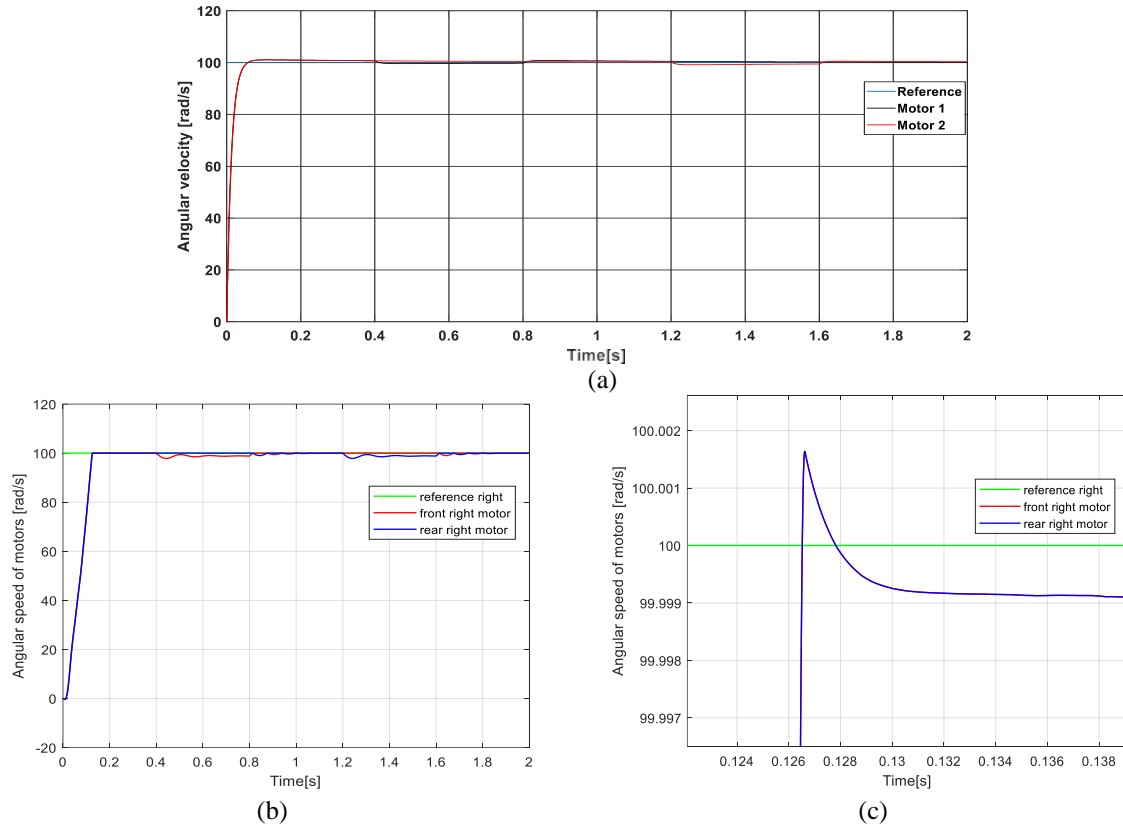 120
100
80
60
40
20
0
Angular velocity [rad/s]
Reference
Motor 1
Motor 2
0 0.2 0.4 0.6 0.8 1 1.2 1.4 1.6 1.8 2
Time[s]
(a)
120
100
80
60
40
20
0
-20
Angular speed of motors [rad/s]
reference right
front right motor
rear right motor
0 0.2 0.4 0.6 0.8 1 1.2 1.4 1.6 1.8 2
Time[s]
(b)
100.002
100.001
100
99.999
99.998
99.997
Angular speed of motors [rad/s]
reference right
front right motor
rear right motor
0.124 0.126 0.128 0.13 0.132 0.134 0.136 0.138
Time[s]
(c)